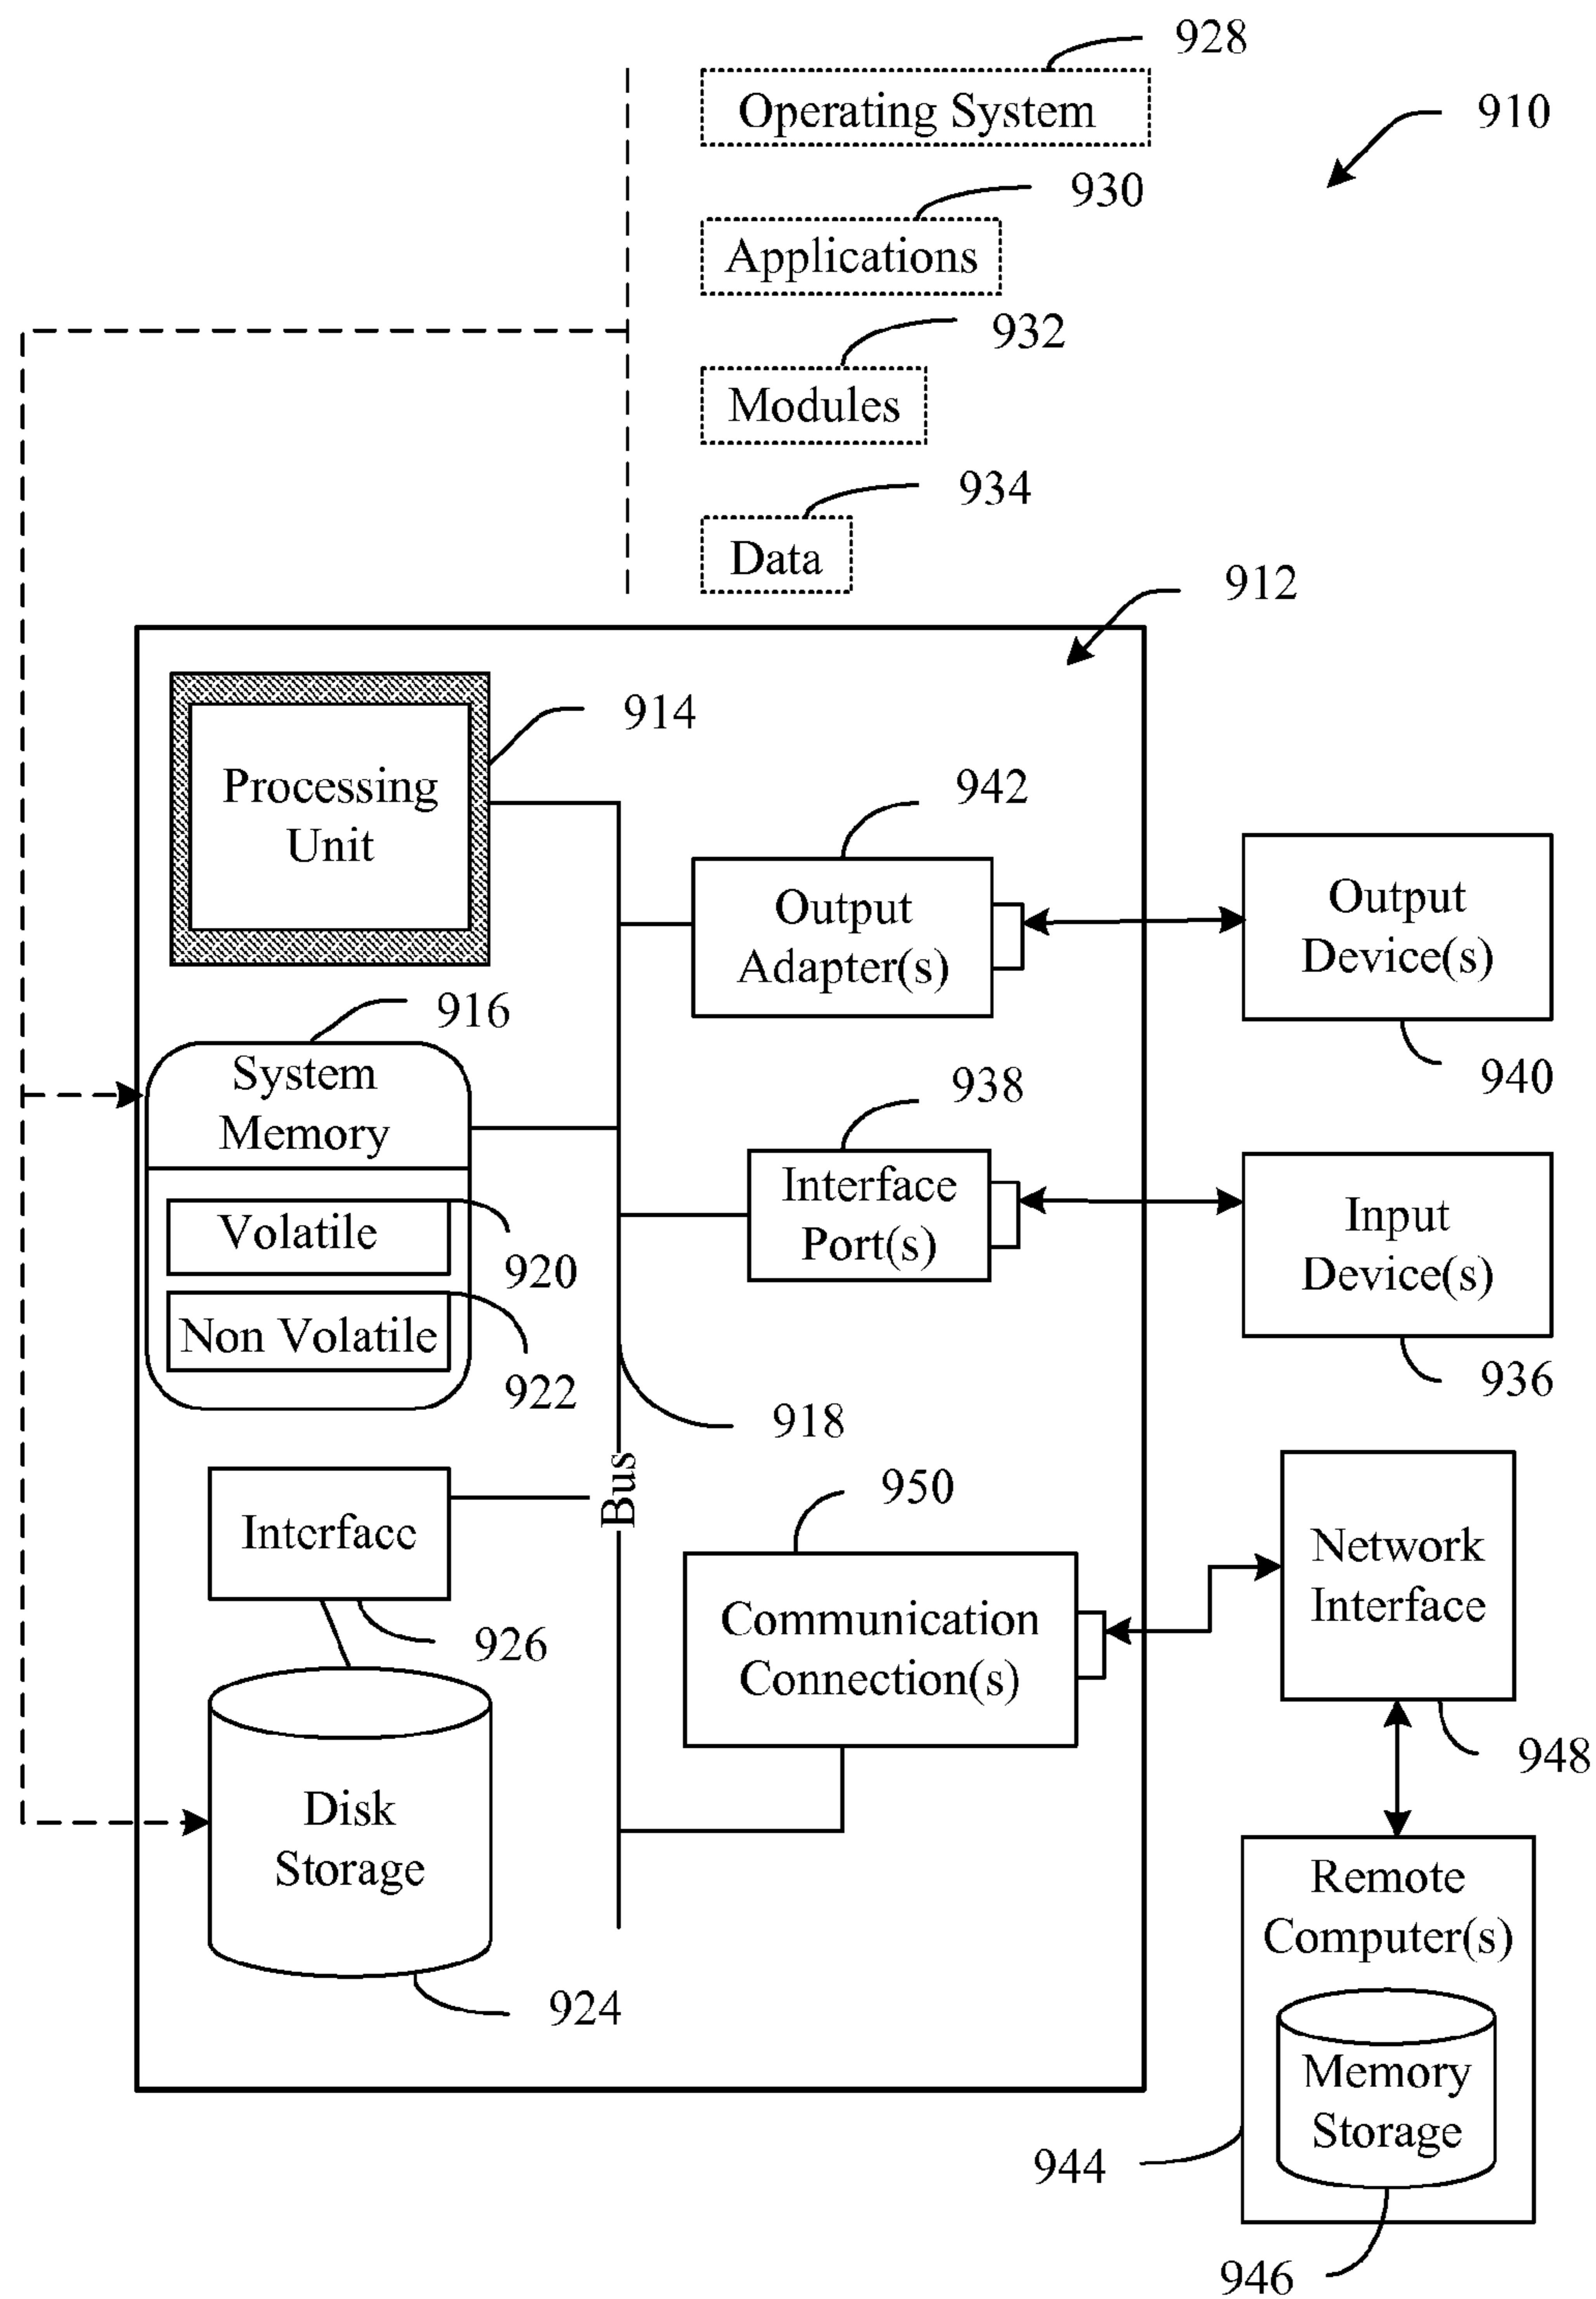 928
Operating System
910
930
Applications
932
Modules
934
Data
912
914
Processing
Unit
942
Output
Adapter(s)
Output
Device(s)
940
916
System
Memory
938
Interface
Port(s)
Input
Device(s)
936
Volatile
920
Non Volatile
922
918
Bus
Interface
926
950
Communication
Connection(s)
Network
Interface
948
Disk
Storage
924
Remote
Computer(s)
Memory
Storage
944
946